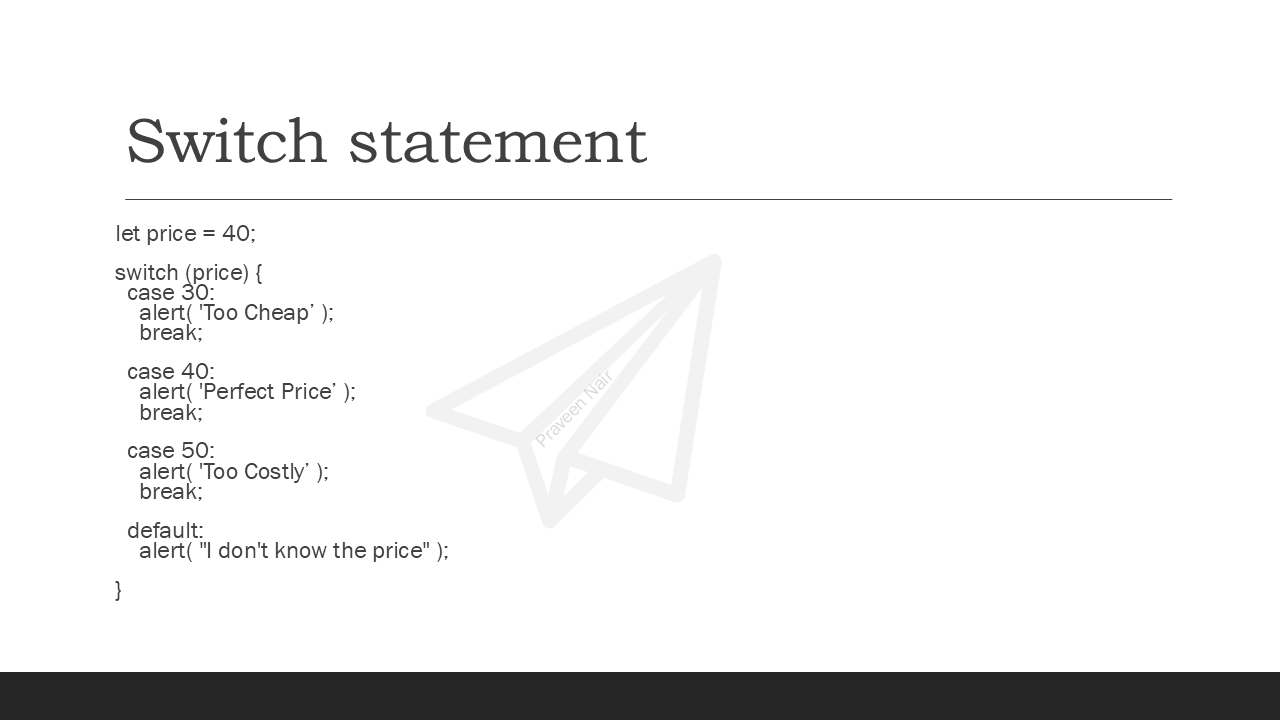 Switch statement
let price = 40;
switch (price) {
case 30:
alert( 'Too Cheap’ );
break;
case 40:
alert( 'Perfect Price’ );
break;
case 50:
alert( 'Too Costly’ );
break;
default:
alert( "I don't know the price" );
}
Praveen Nair